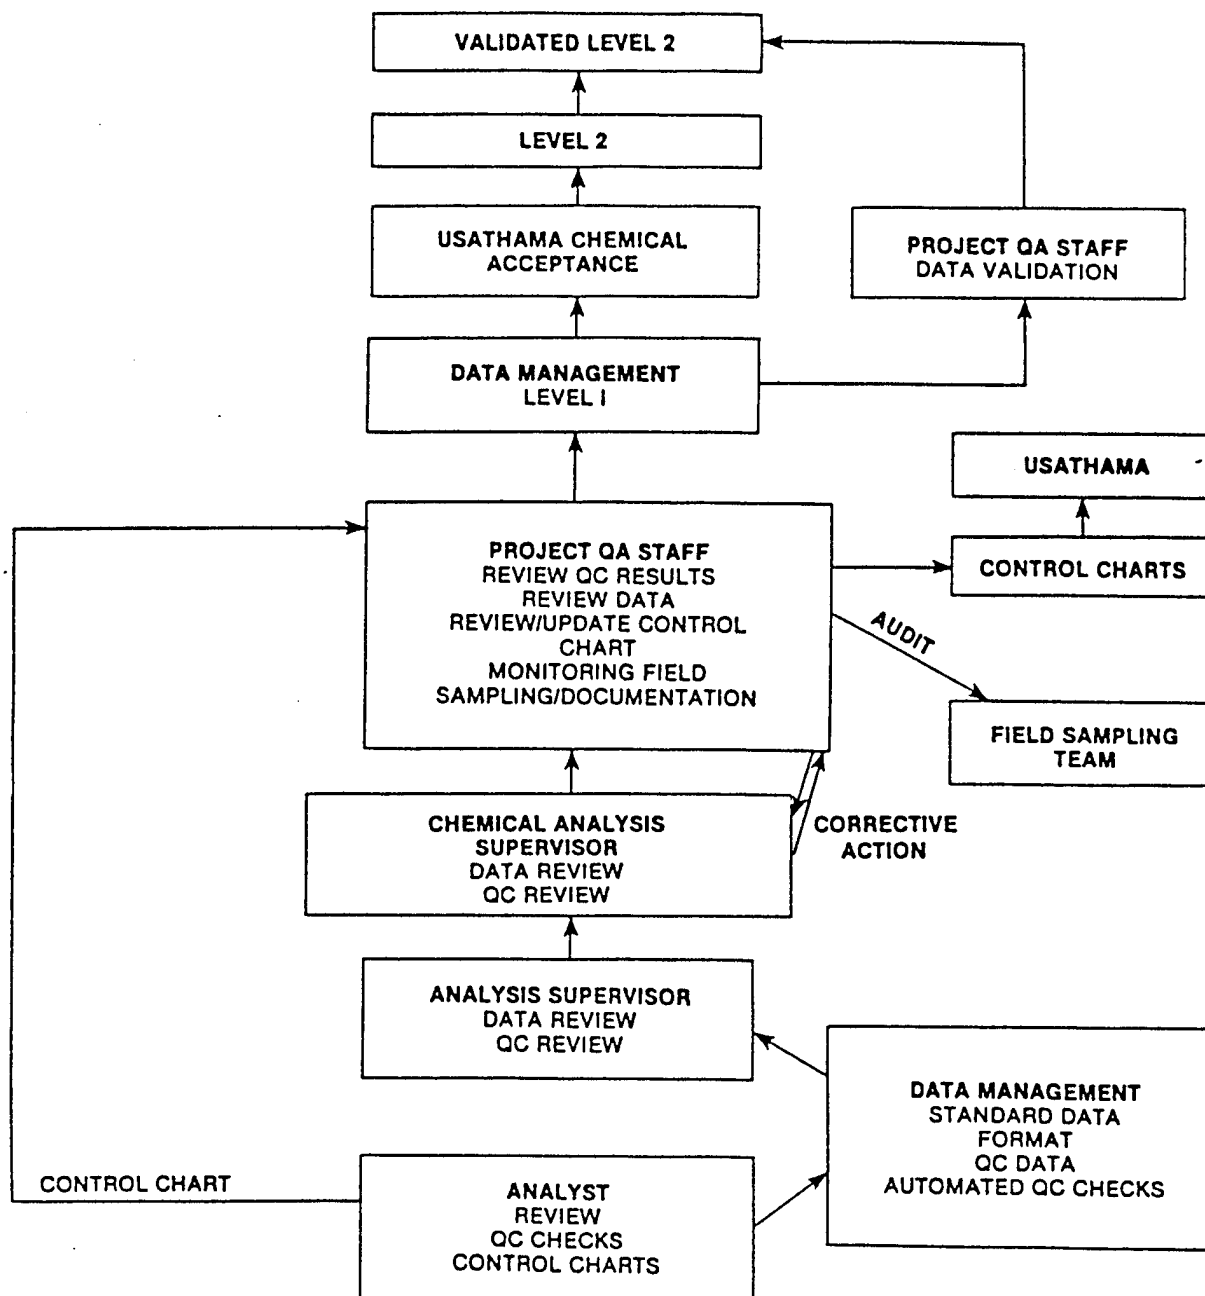 VALIDATED LEVEL 2
LEVEL 2
USATHAMA CHEMICAL
ACCEPTANCE
PROJECT QA STAFF
DATA VALIDATION
DATA MANAGEMENT
LEVEL I
USATHAMA
CONTROL CHARTS
PROJECT QA STAFF
REVIEW QC RESULTS
REVIEW DATA
REVIEW/UPDATE CONTROL
CHART
MONITORING FIELD
SAMPLING/DOCUMENTATION
AUDIT
FIELD SAMPLING
TEAM
CHEMICAL ANALYSIS
SUPERVISOR
DATA REVIEW
QC REVIEW
CORRECTIVE
ACTION
ANALYSIS SUPERVISOR
DATA REVIEW
QC REVIEW
DATA MANAGEMENT
STANDARD DATA
FORMAT
QC DATA
AUTOMATED QC CHECKS
CONTROL CHART
ANALYST
REVIEW
QC CHECKS
CONTROL CHARTS